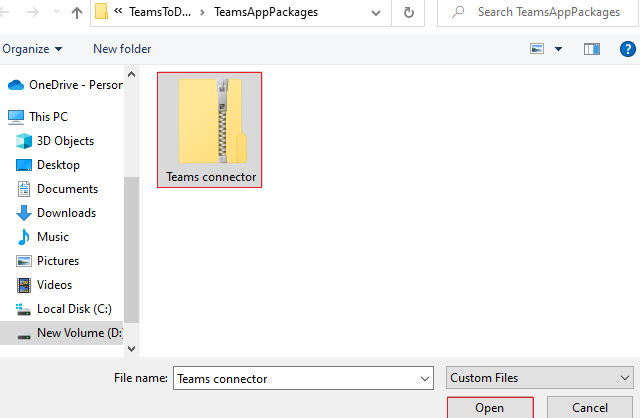 « TeamsToD... > TeamsAppPackages
Search TeamsAppPackages
Organize
New folder
OneDrive - Person
This PC
3D Objects
Desktop
Documents
Downloads
Music
Pictures
Videos
Local Disk (C:)
New Volume (D:
Teams connector
File name: Teams connector
Custom Files
Open
Cancel